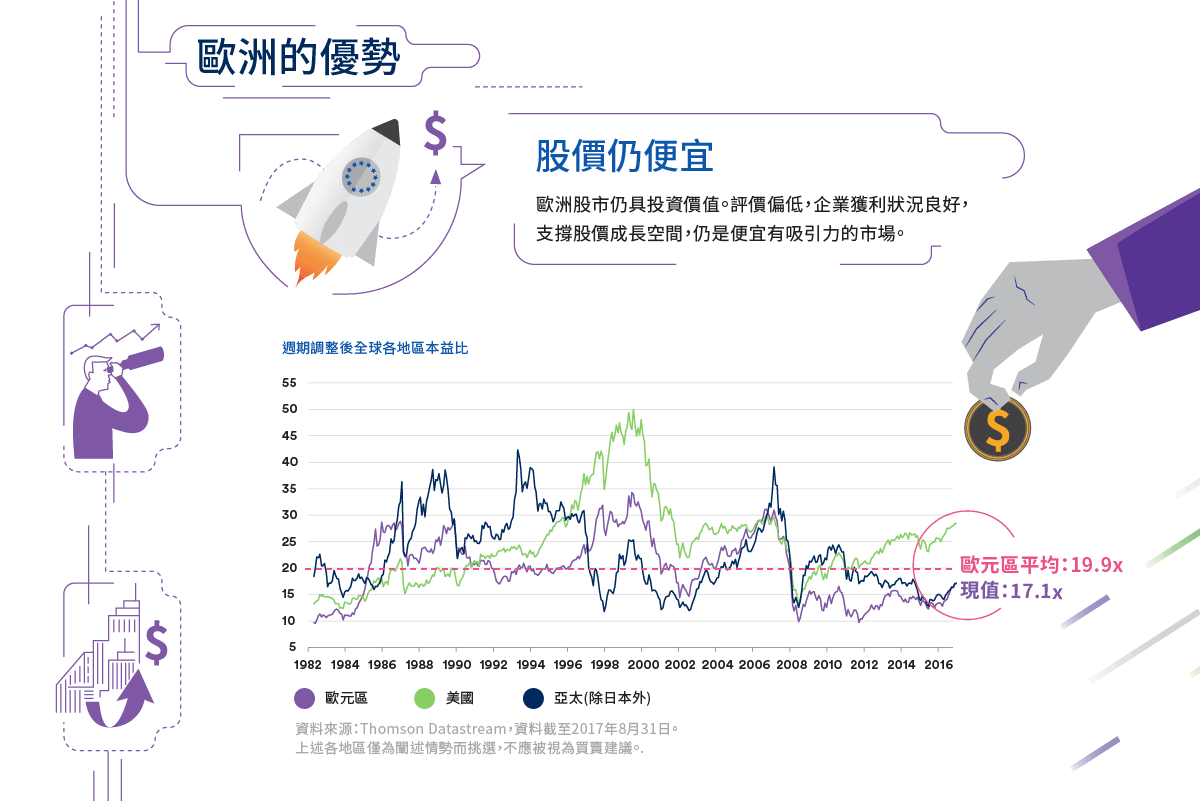 歐洲的優勢
$
股價仍便宜
歐洲股市仍具投資價值。評價偏低，企業獲利狀況良好，
支撐股價成長空間，仍是便宜有吸引力的市場。
週期調整後全球各地區本益比
55
50
45
40
35
30
25
20
15
10
5
1982 1984 1986 1988 1990 1992 1994 1996 1998 2000 2002 2004 2006 2008 2010 2012 2014 2016
$
歐元區平均：19.9x
現值：17.1x
$
歐元區 美國 亞太(除日本外)
資料來源：Thomson Datastream，資料截至2017年8月31日。
上述各地區僅為闡述情勢而挑選，不應被視為買賣建議。.